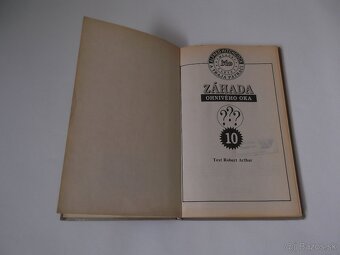 ZÁHADA
OHNIVÉHO OKA
???
10
Text Robert Arthur